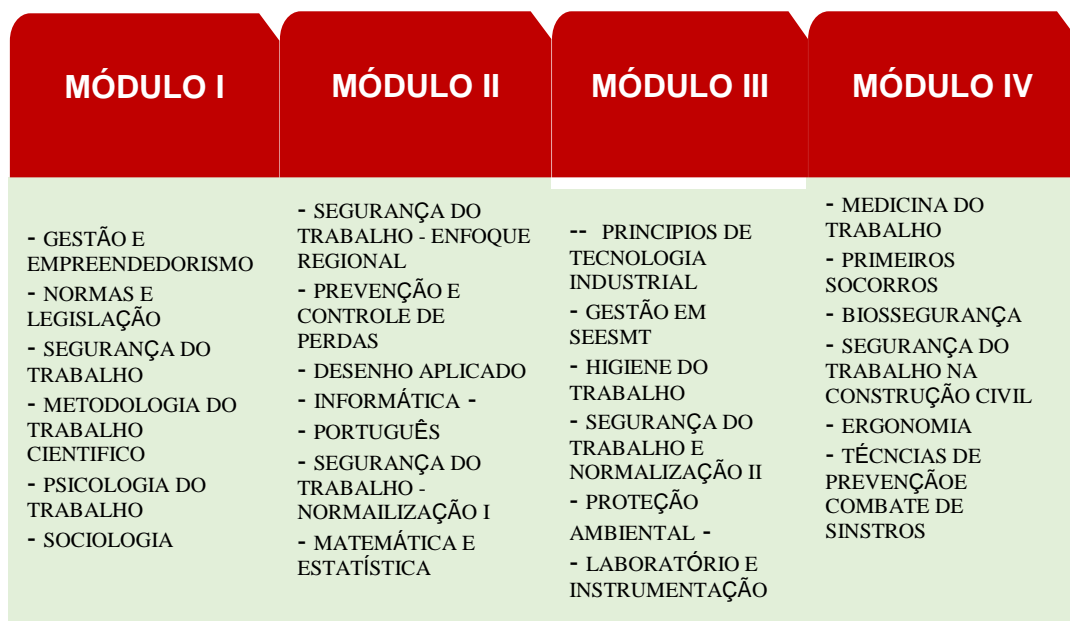 MÓDULO I
- GESTÃO E
EMPREENDEDORISMO
- NORMAS E
LEGISLAÇÃO
- SEGURANÇA DO
TRABALHO
- METODOLOGIA DO
TRABALHO
CIENTIFICO
- PSICOLOGIA DO
TRABALHO
- SOCIOLOGIA
MÓDULO II
- SEGURANÇA DO
TRABALHO - ENFOQUE
REGIONAL
- PREVENÇÃO E
CONTROLE DE
PERDAS
- DESENHO APLICADO
- INFORMÁTICA -
- PORTUGUÊS
- SEGURANÇA DO
TRABALHO -
NORMAILIZAÇÃO I
- MATEMÁTICA E
ESTATÍSTICA
MÓDULO III
-- PRINCIPIOS DE
TECNOLOGIA
INDUSTRIAL
- GESTÃO EM
SEESMT
- HIGIENE DO
TRABALHO
- SEGURANÇA DO
TRABALHO E
NORMALIZAÇÃO II
- PROTEÇÃO
AMBIENTAL -
- LABORATÓRIO E
INSTRUMENTAÇÃO
MÓDULO IV
- MEDICINA DO
TRABALHO
- PRIMEIROS
SOCORROS
- BIOSSEGURANÇA
- SEGURANÇA DO
TRABALHO NA
CONSTRUÇÃO CIVIL
- ERGONOMIA
- TÉCNCIAS DE
PREVENÇÃOE
COMBATE DE
SINSTROS